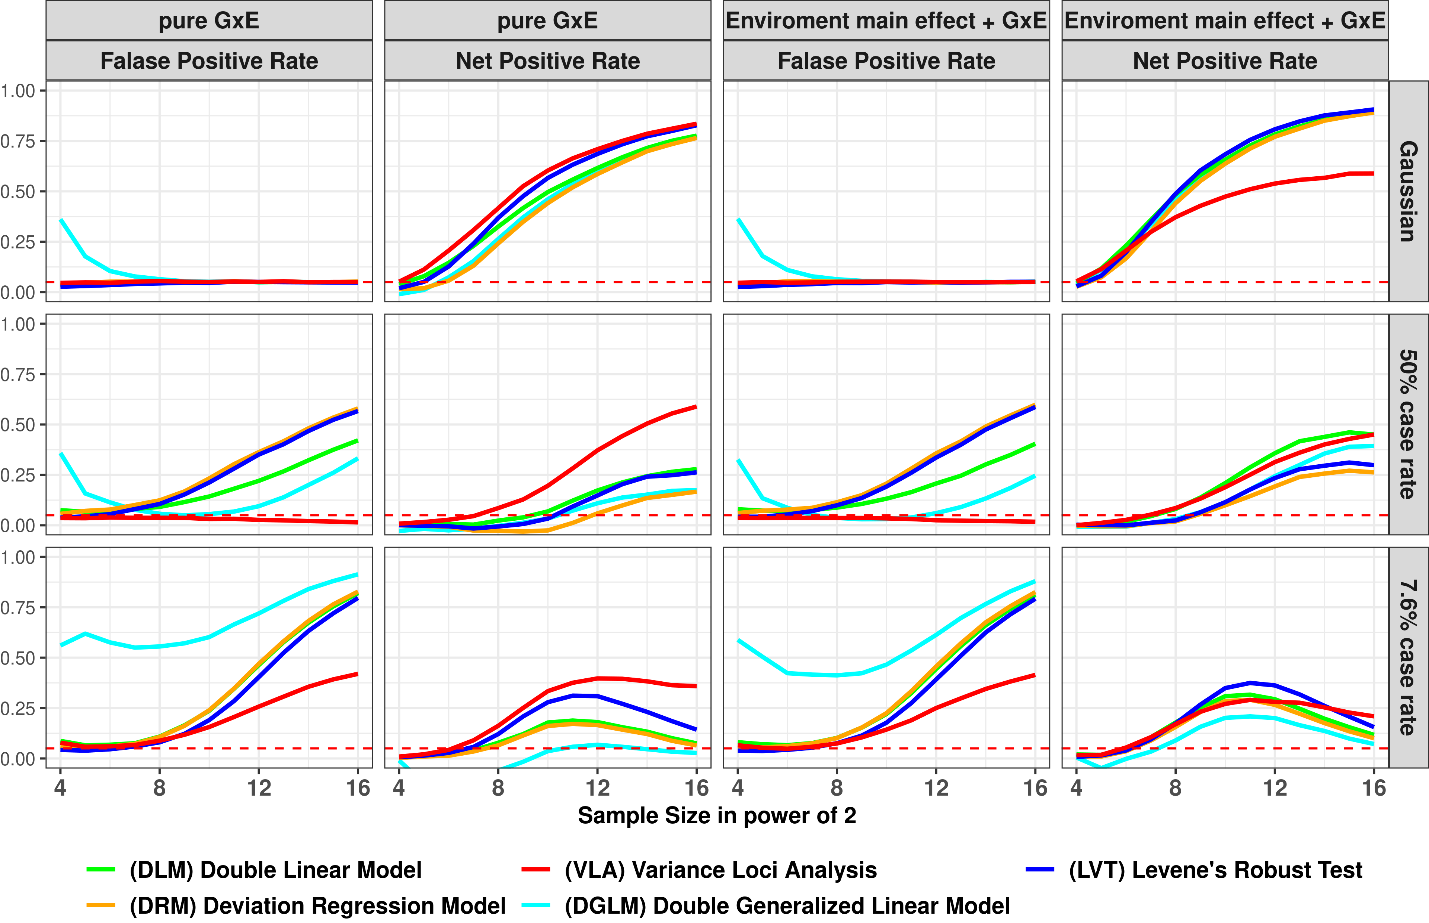 pure GxE
pure GxE
Enviroment main effect + GxE
Enviroment main effect + GxE
Falase Positive Rate
Net Positive Rate
Falase Positive Rate
Net Positive Rate
1.00
0.75
0.50
0.25
0.00
Gaussian
1.00
0.75
0.50
0.25
0.00
50% case rate
1.00
0.75
0.50
0.25
0.00
7.6% case rate
4 8 12 16 4 8 12 16 4 8 12 16 4 8 12 16
Sample Size in power of 2
(DLM) Double Linear Model (VLA) Variance Loci Analysis (LVT) Levene's Robust Test
(DRM) Deviation Regression Model (DGLM) Double Generalized Linear Model